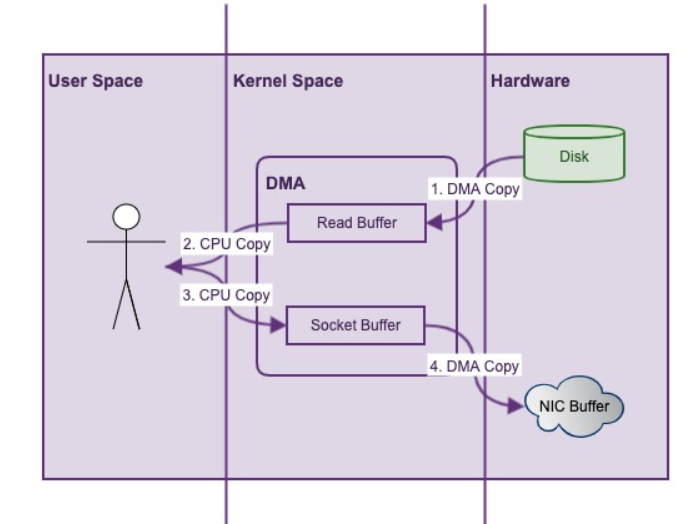 User Space
Kernel Space
Hardware
Disk
DMA
1. DMA Copy
Read Buffer
2. CPU Copy
3. CPU Copy
Socket Buffer
4. DMA Copy
NIC Buffer